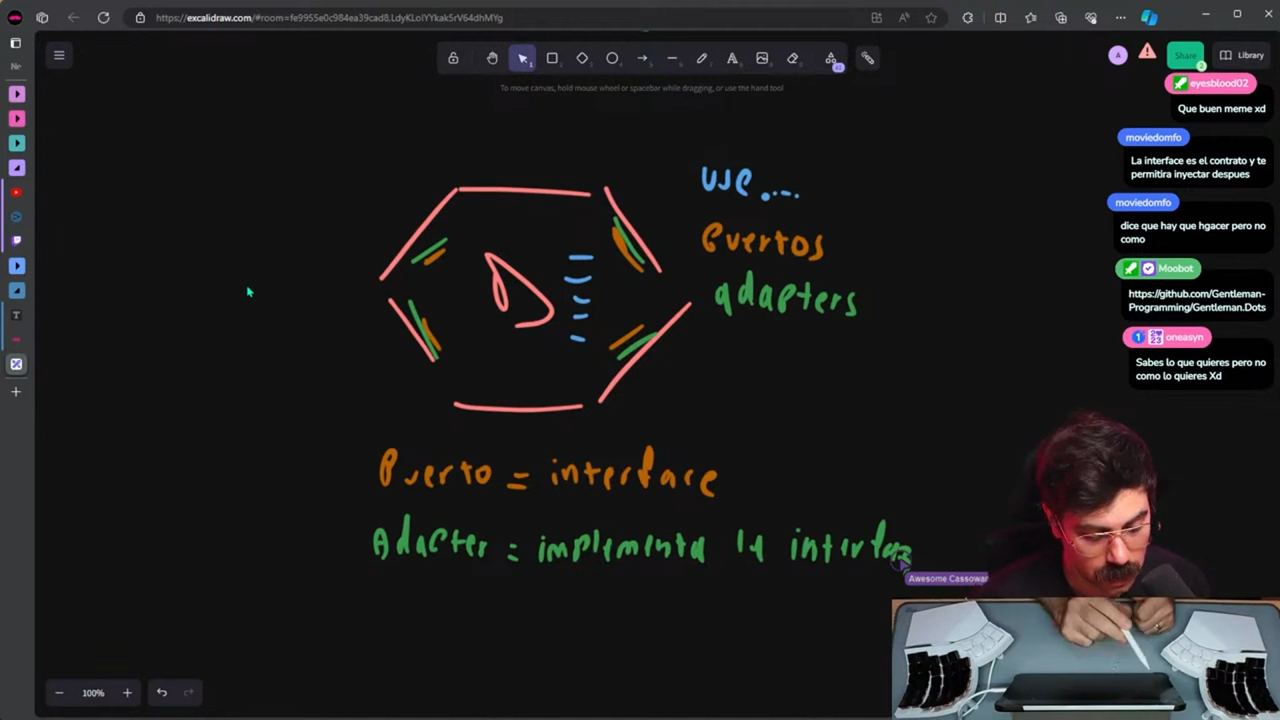 https://excalidraw.com/#room=fe9955e0c984ea39cad8,LdyKLoIYYkak5rV64dhMYg
To move canvas, hold mouse wheel or spacebar while dragging, or use the hand tool
A
Share
2
Library
eyesblood02
Que buen meme xd
moviedomfo
La interface es el contrato y te
permitira inyectar despues
moviedomfo
dice que hay que hgacer pero no
como
Moobot
https://github.com/Gentleman-
Programming/Gentleman.Dots
oneasyn
Sabes lo que quieres pero no
como lo quieres Xd
use....
Puertos
adapters
D
Puerto = interface
Adapter = implementa la interfaz
Awesome Cassowar
100%